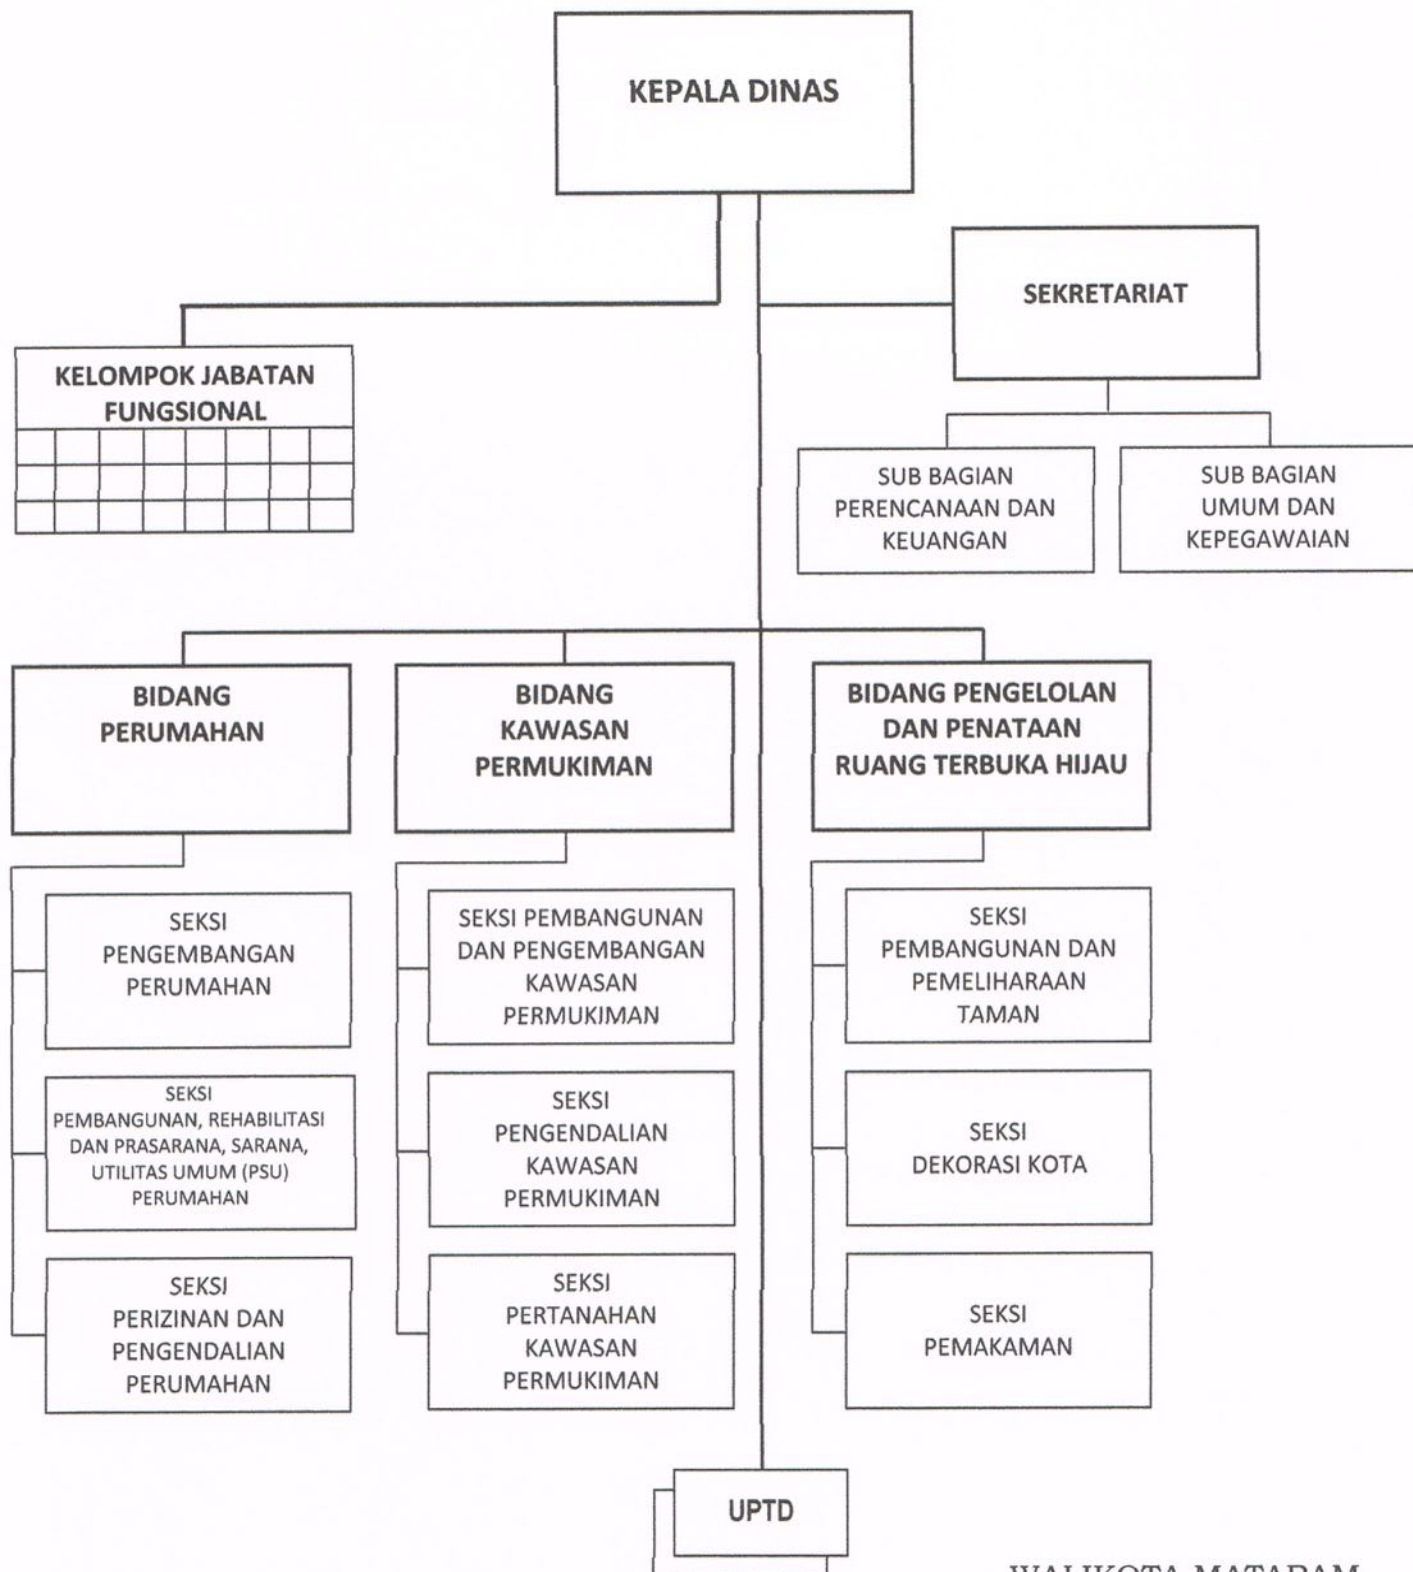 KEPALA DINAS
SEKRETARIAT
KELOMPOK JABATAN
FUNGSIONAL
SUB BAGIAN
PERENCANAAN DAN
KEUANGAN
SUB BAGIAN
UMUM DAN
KEPEGAWAIAN
BIDANG
PERUMAHAN
BIDANG
KAWASAN
PERMUKIMAN
BIDANG PENGELOLAN
DAN PENATAAN
RUANG TERBUKA HIJAU
SEKSI
PENGEMBANGAN
PERUMAHAN
SEKSI
PEMBANGUNAN, REHABILITASI
DAN PRASARANA, SARANA,
UTILITAS UMUM (PSU)
PERUMAHAN
SEKSI
PERIZINAN DAN
PENGENDALIAN
PERUMAHAN
SEKSI PEMBANGUNAN
DAN PENGEMBANGAN
KAWASAN
PERMUKIMAN
SEKSI
PENGENDALIAN
KAWASAN
PERMUKIMAN
SEKSI
PERTANAHAN
KAWASAN
PERMUKIMAN
SEKSI
PEMBANGUNAN DAN
PEMELIHARAAN
TAMAN
SEKSI
DEKORASI KOTA
SEKSI
PEMAKAMAN
UPTD
WALIKOTA MATARAM